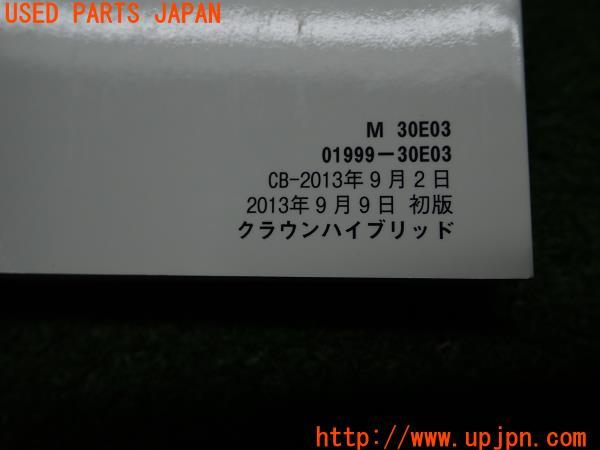 USED PARTS JAPAN
M 30E03
01999-30E03
CB-2013年9月2日
2013年9月9日 初版
クラウンハイブリッド
http://www.upjpn.com